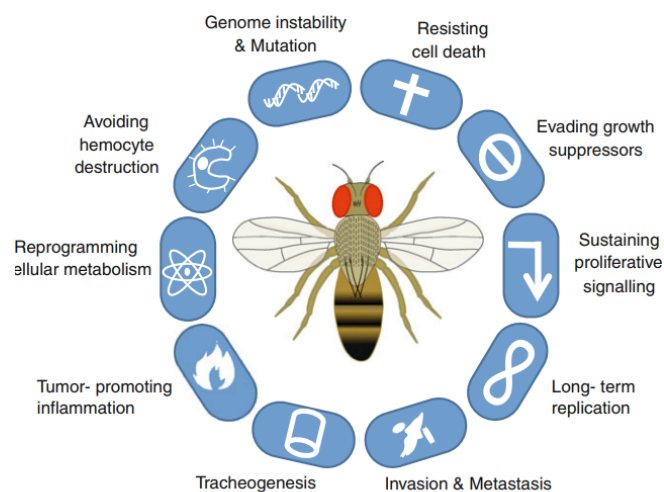 Genome instability
& Mutation
Resisting
cell death
Evading growth
suppressors
Sustaining
proliferative
signalling
Long- term
replication
Invasion & Metastasis
Tracheogenesis
Tumor- promoting
inflammation
Reprogramming
ellular metabolism
Avoiding
hemocyte
destruction